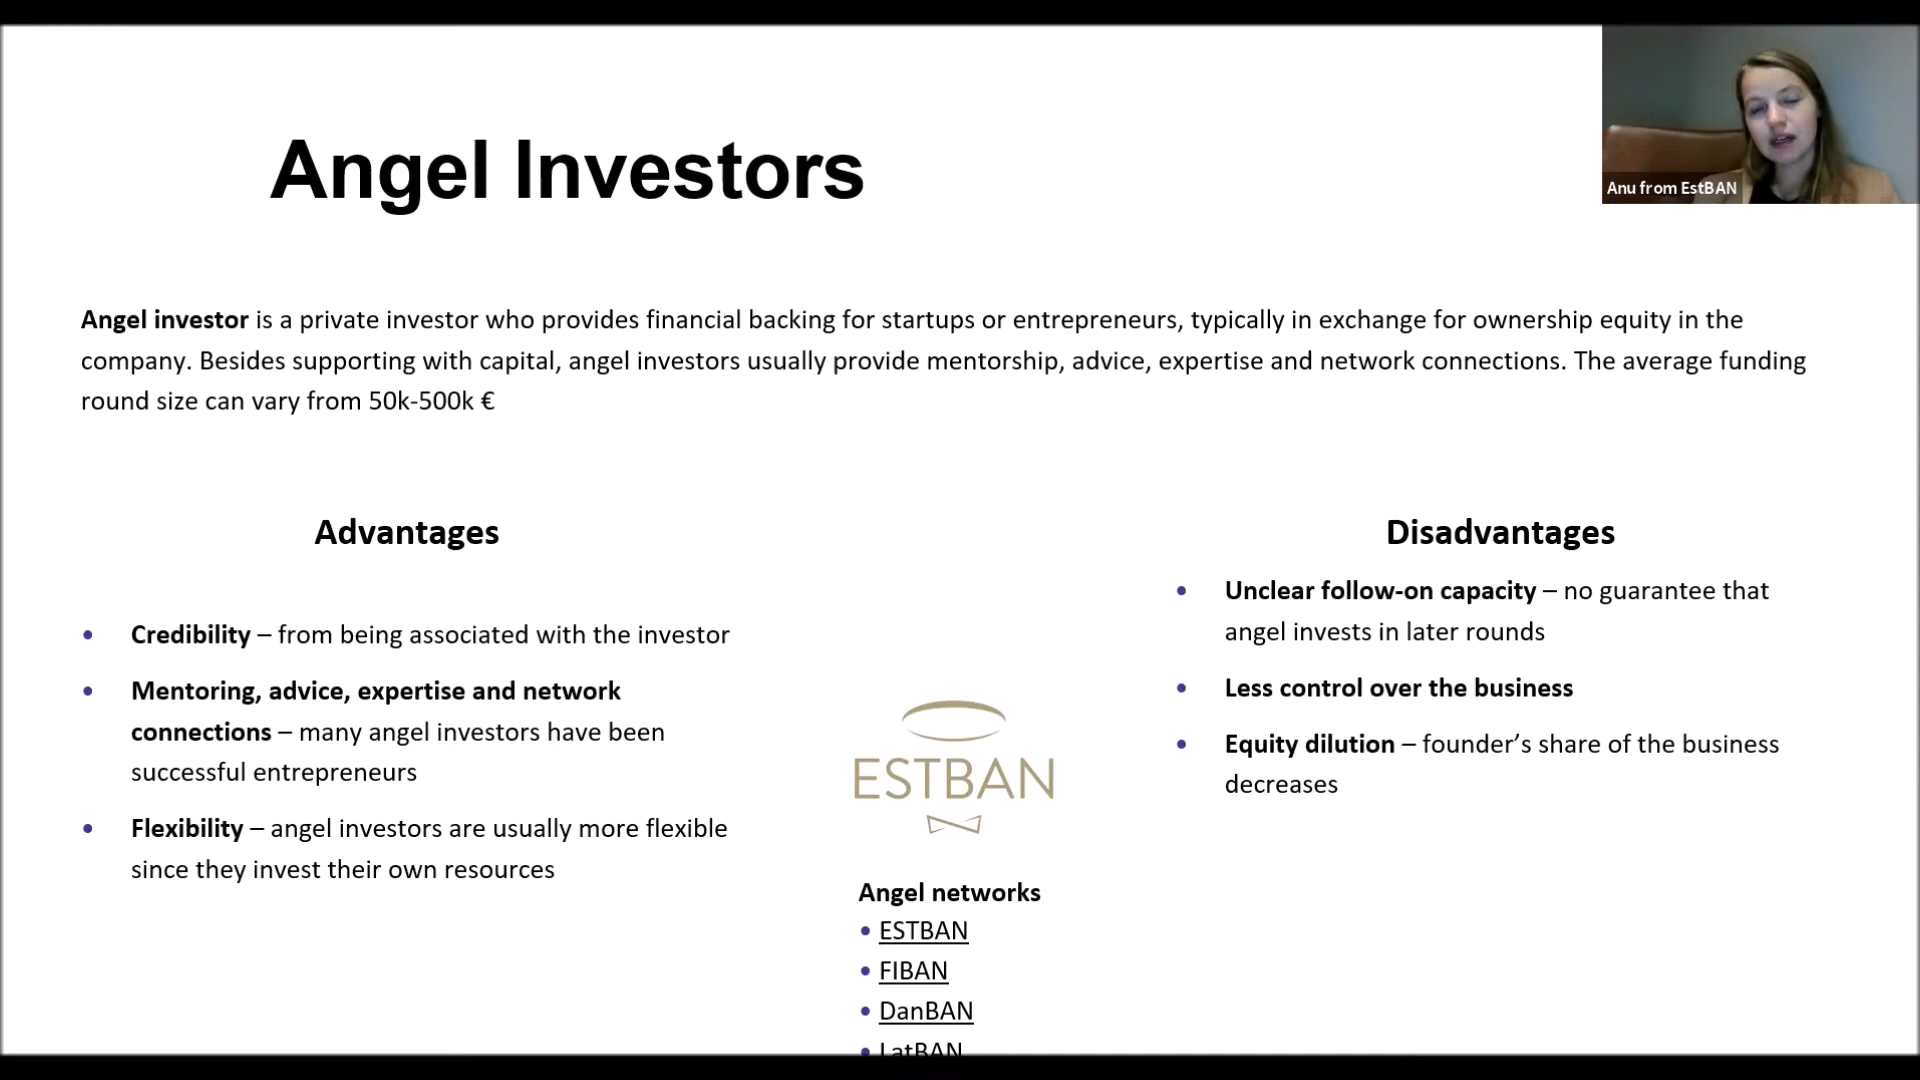 Angel Investors
Anu from EstBAN
Angel investor is a private investor who provides financial backing for startups or entrepreneurs, typically in exchange for ownership equity in the
company. Besides supporting with capital, angel investors usually provide mentorship, advice, expertise and network connections. The average funding
round size can vary from 50k-500k €
Advantages
• Credibility – from being associated with the investor
• Mentoring, advice, expertise and network
connections – many angel investors have been
successful entrepreneurs
• Flexibility – angel investors are usually more flexible
since they invest their own resources
ESTBAN
Angel networks
• ESTBAN
• FIBAN
• DanBAN
• LatBAN
Disadvantages
• Unclear follow-on capacity – no guarantee that
angel invests in later rounds
• Less control over the business
• Equity dilution – founder’s share of the business
decreases